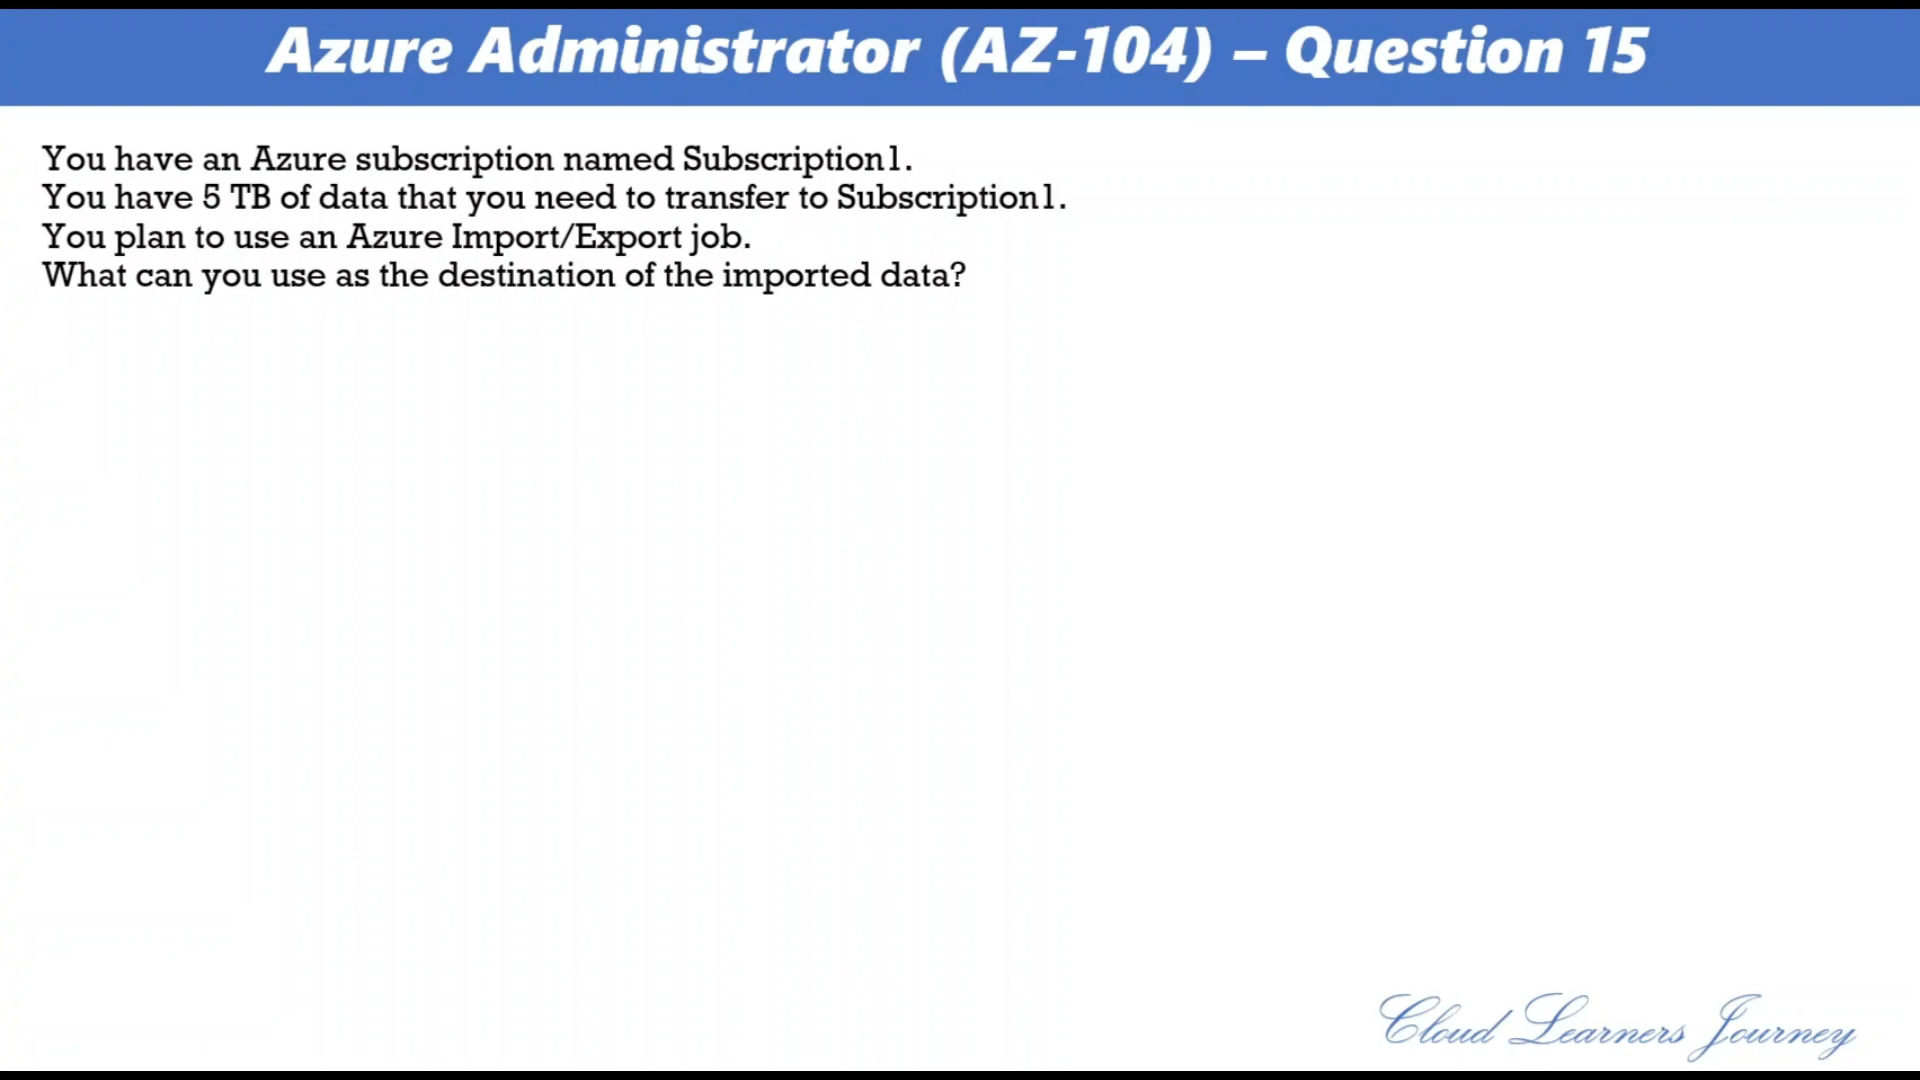 Azure Administrator (AZ-104) – Question 15
You have an Azure subscription named Subscription1.
You have 5 TB of data that you need to transfer to Subscription1.
You plan to use an Azure Import/Export job.
What can you use as the destination of the imported data?
Cloud Learners Journey